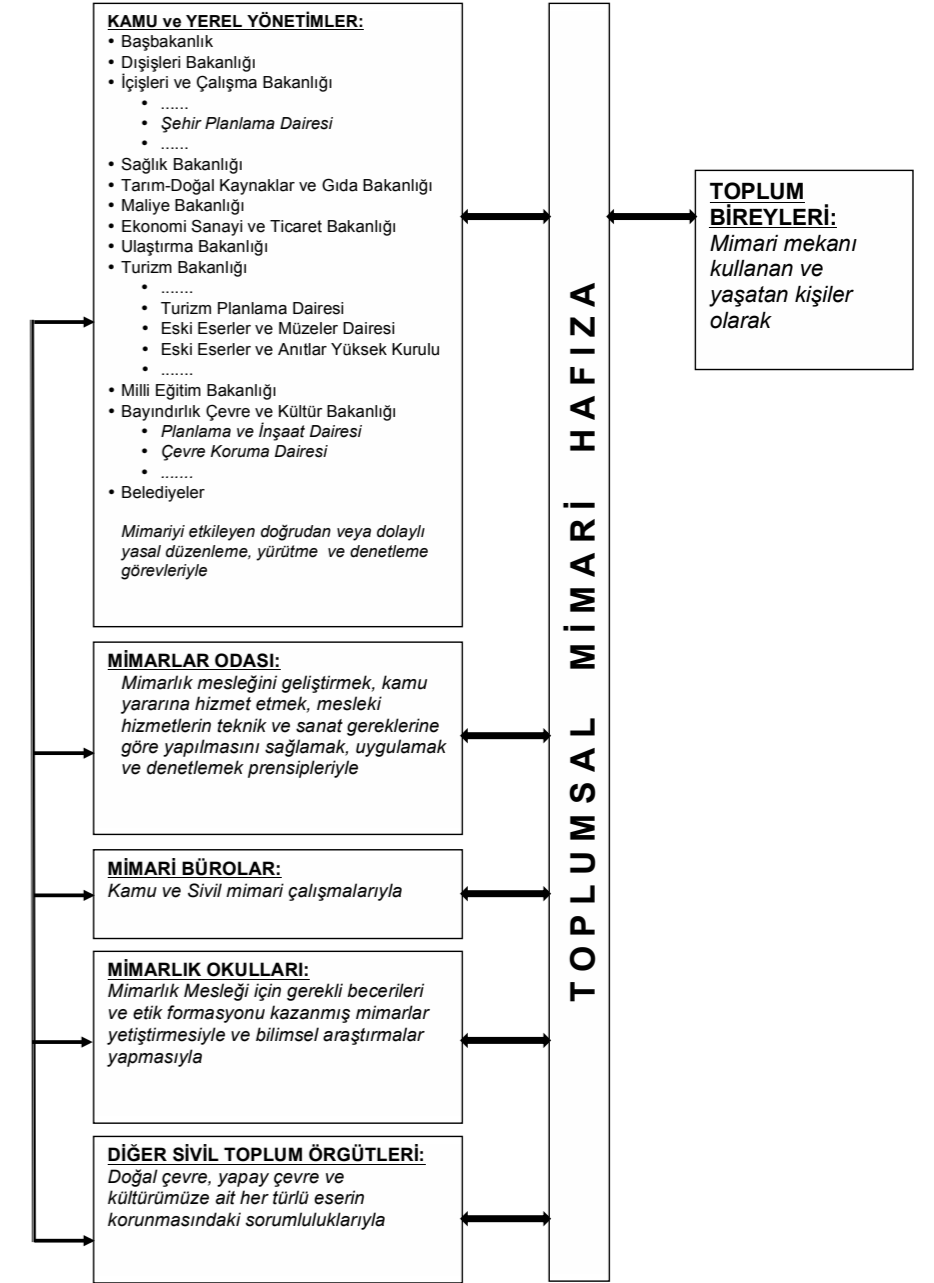 KAMU ve YEREL YÖNETİMLER:
• Başbakanlık
• Dışişleri Bakanlığı
• İçişleri ve Çalışma Bakanlığı
• ......
• Şehir Planlama Dairesi
• ......
• Sağlık Bakanlığı
• Tarım-Doğal Kaynaklar ve Gıda Bakanlığı
• Maliye Bakanlığı
• Ekonomi Sanayi ve Ticaret Bakanlığı
• Ulaştırma Bakanlığı
• Turizm Bakanlığı
• .......
• Turizm Planlama Dairesi
• Eski Eserler ve Müzeler Dairesi
• Eski Eserler ve Anıtlar Yüksek Kurulu
• .......
• Milli Eğitim Bakanlığı
• Bayındırlık Çevre ve Kültür Bakanlığı
• Planlama ve İnşaat Dairesi
• Çevre Koruma Dairesi
• .......
• Belediyeler
Mimariyi etkileyen doğrudan veya dolaylı
yasal düzenleme, yürütme ve denetleme
görevleriyle
MİMARLAR ODASI:
Mimarlık mesleğini geliştirmek, kamu
yararına hizmet etmek, mesleki
hizmetlerin teknik ve sanat gereklerine
göre yapılmasını sağlamak, uygulamak
ve denetlemek prensipleriyle
MİMARİ BÜROLAR:
Kamu ve Sivil mimari çalışmalarıyla
MİMARLIK OKULLARI:
Mimarlık Mesleği için gerekli becerileri
ve etik formasyonu kazanmış mimarlar
yetiştirmesiyle ve bilimsel araştırmalar
yapmasıyla
DİĞER SİVİL TOPLUM ÖRGÜTLERİ:
Doğal çevre, yapay çevre ve
kültürümüze ait her türlü eserin
korunmasındaki sorumluluklarıyla
TOPLUMSAL MİMARİ HAFIZA
TOPLUM
BİREYLERİ:
Mimari mekanı
kullanan ve
yaşatan kişiler
olarak